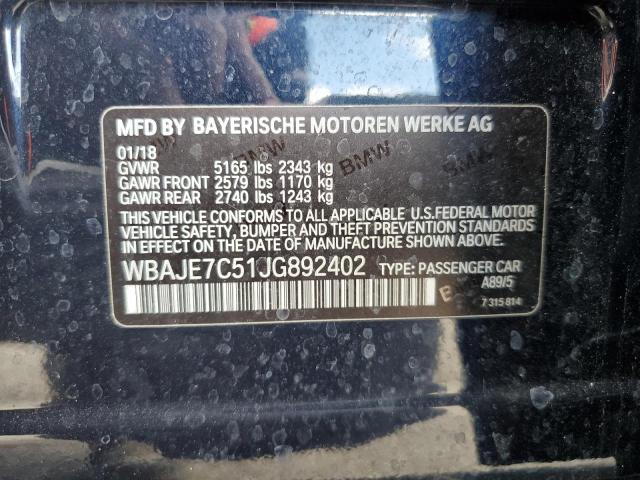 MFD BY BAYERISCHE MOTOREN WERKE AG
01/18
GVWR 5165 lbs 2343 kg
GAWR FRONT 2579 lbs 1170 kg
GAWR REAR 2740 lbs 1243 kg
THIS VEHICLE CONFORMS TO ALL APPLICABLE U.S.FEDERAL MOTOR
VEHICLE SAFETY, BUMPER AND THEFT PREVENTION STANDARDS
IN EFFECT ON THE DATE OF MANUFACTURE SHOWN ABOVE.
WBAJE7C51JG892402 TYPE: PASSENGER CAR
A89/5
7 315 814
BMW
BMW
BMW